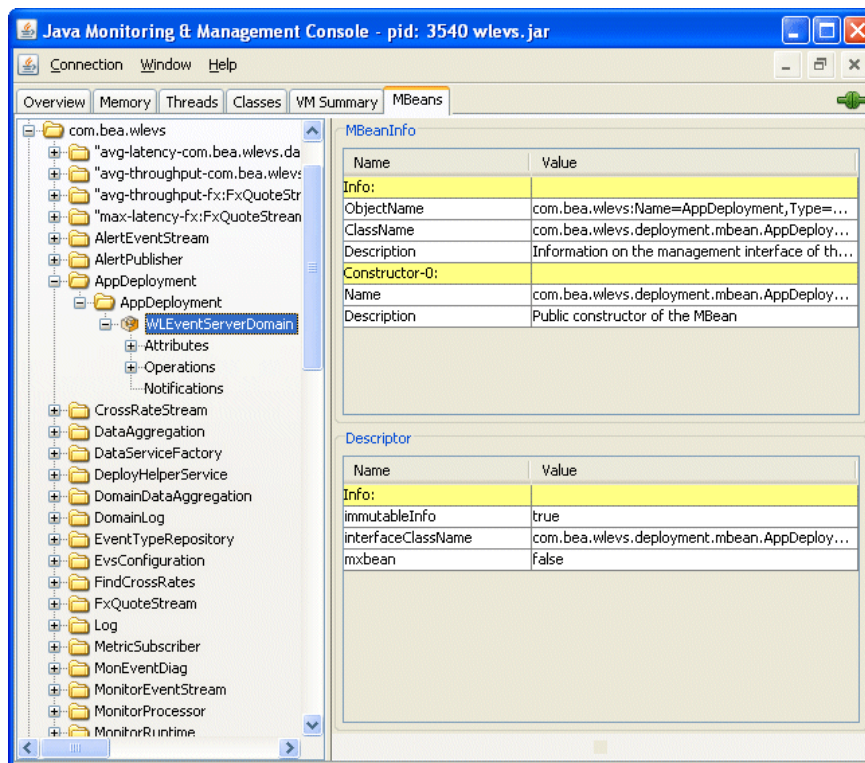 Java Monitoring & Management Console - pid: 3540 wlevs.jar
Connection Window Help
Overview Memory Threads Classes VM Summary MBeans
com.bea.wlevs
"avg-latency-com.bea.wlevs.da
"avg-throughput-com.bea.wlevs
"avg-throughput-fx:FxQuoteStr
"max-latency-fx:FxQuoteStrean
AlertEventStream
AlertPublisher
AppDeployment
AppDeployment
WLEventServerDomain
Attributes
Operations
Notifications
CrossRateStream
DataAggregation
DataServiceFactory
DeployHelperService
DomainDataAggregation
DomainLog
EventTypeRepository
EvsConfiguration
FindCrossRates
FxQuoteStream
Log
MetricSubscriber
MonEventDiag
MonitorEventStream
MonitorProcessor
MonitorRuntime
MBeanInfo
Name Value
Info:
ObjectName com.bea.wlevs:Name=AppDeployment,Type=...
ClassName com.bea.wlevs.deployment.mbean.AppDeploy...
Description Information on the management interface of th...
Constructor-0:
Name com.bea.wlevs.deployment.mbean.AppDeploy...
Description Public constructor of the MBean
Descriptor
Name Value
Info:
immutableInfo true
interfaceClassName com.bea.wlevs.deployment.mbean.AppDeploy...
mxbean false